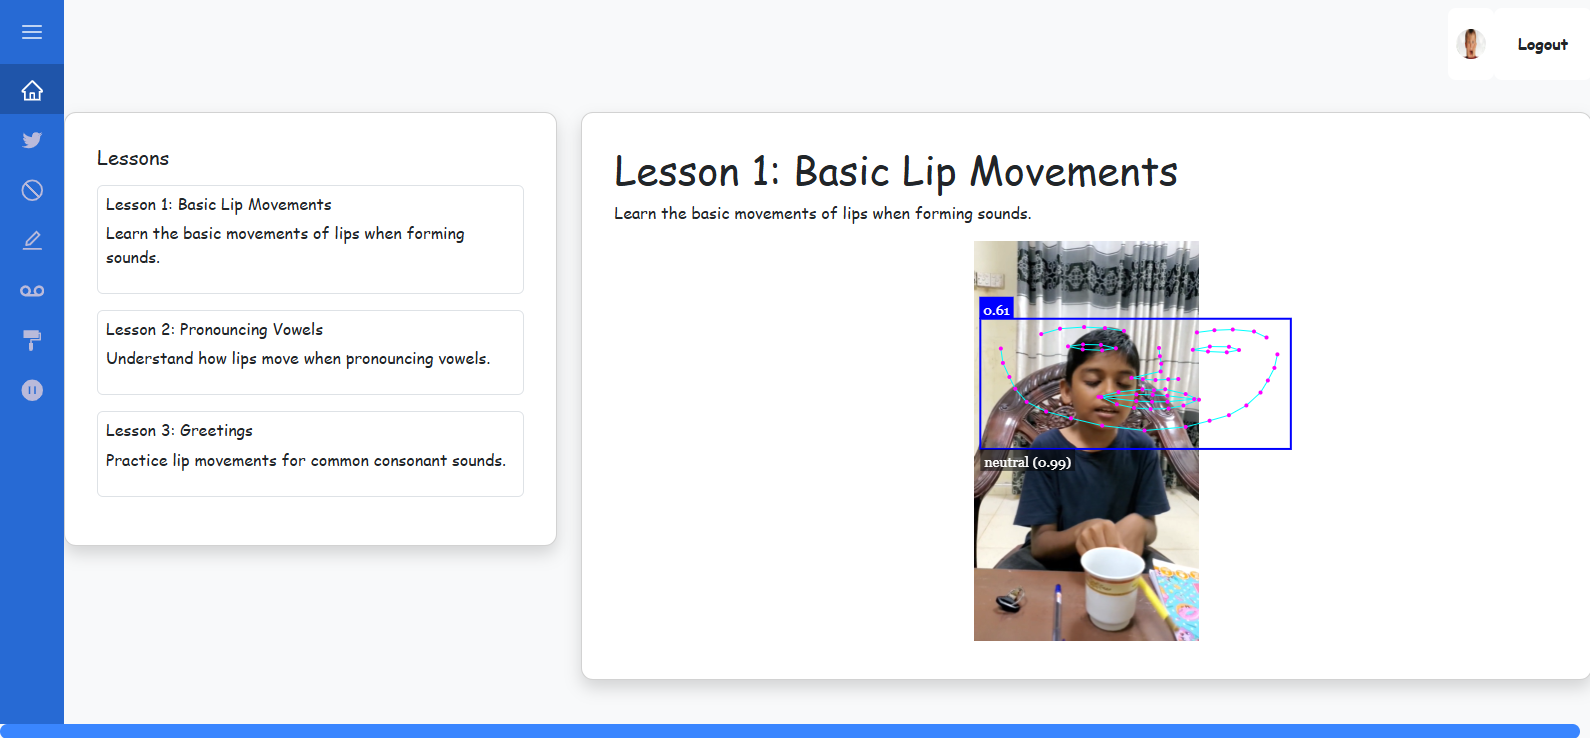 Logout
Lessons
Lesson 1: Basic Lip Movements
Learn the basic movements of lips when forming
sounds.
Lesson 2: Pronouncing Vowels
Understand how lips move when pronouncing vowels.
Lesson 3: Greetings
Practice lip movements for common consonant sounds.
Lesson 1: Basic Lip Movements
Learn the basic movements of lips when forming sounds.
0.61
neutral (0.99)